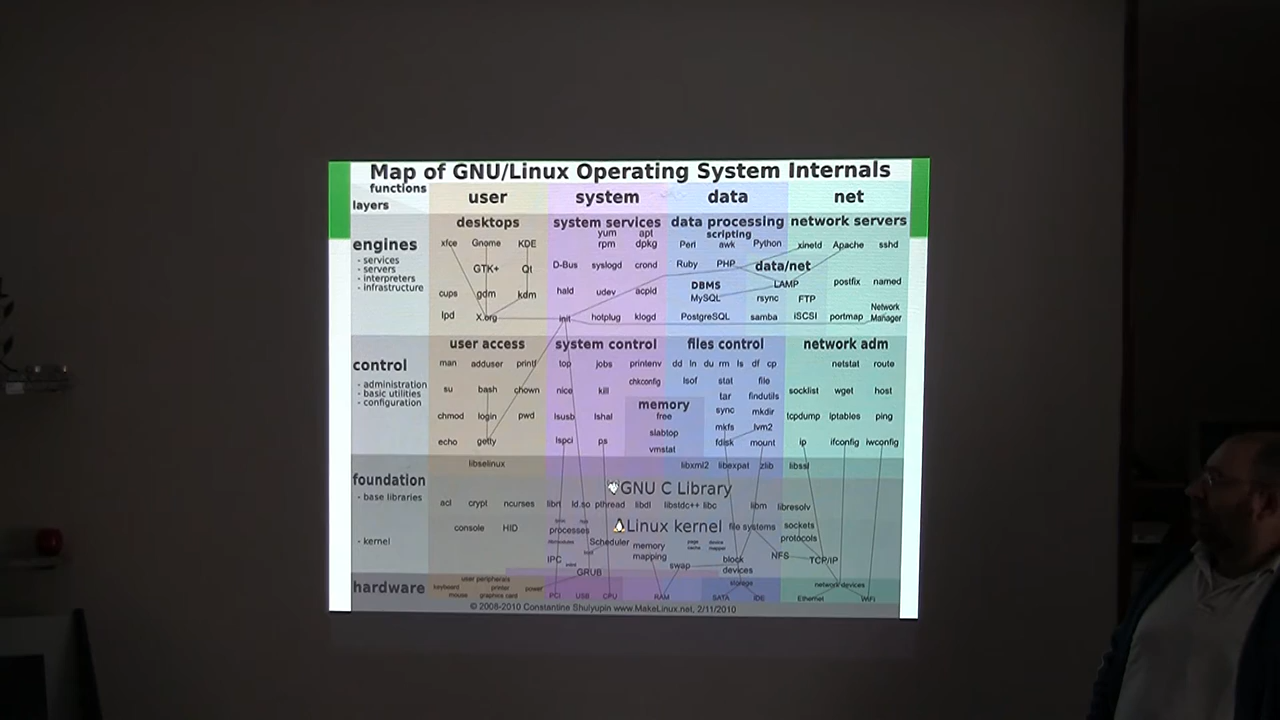 Map of GNU/Linux Operating System Internals
functions
layers
user system data net
desktops system services data processing network servers
yum apt scripting
engines xfce Gnome KDE rpm dpkg Perl awk Python xinetd Apache sshd
- services
- servers
- interpreters
- infrastructure
GTK+ Qt D-Bus syslogd crond Ruby PHP data/net
cups gdm kdm hald udev acpid DBMS LAMP postfix named
MySQL rsync FTP
lpd X.org init hotplug klogd PostgreSQL samba iSCSI portmap Network Manager
user access system control files control network adm
control man adduser printf top jobs printenv dd ln du rm ls df cp netstat route
- administration
- basic utilities
- configuration
chkconfig lsof stat file
su bash chown nice kill tar findutils socklist wget host
memory
chmod login pwd lsusb lshal free sync mkdir tcpdump iptables ping
slabtop mkfs lvm2
echo getty lspci ps vmstat fdisk mount ip ifconfig iwconfig
libselinux libxml2 libexpat zlib libssl
foundation
- base libraries
GNU C Library
acl crypt ncurses librt ld.so pthread libdl libstdc++ libc libm libresolv
console HID processes Linux kernel file systems sockets
protocols
- kernel
Scheduler memory mapping
IPC swap block devices NFS TCP/IP
GRUB
hardware user peripherals storage network devices
keyboard printer power
mouse graphics card PCI USB CPU RAM SATA IDE Ethernet WiFi
© 2008-2010 Constantine Shulyupin www.MakeLinux.net, 2/11/2010